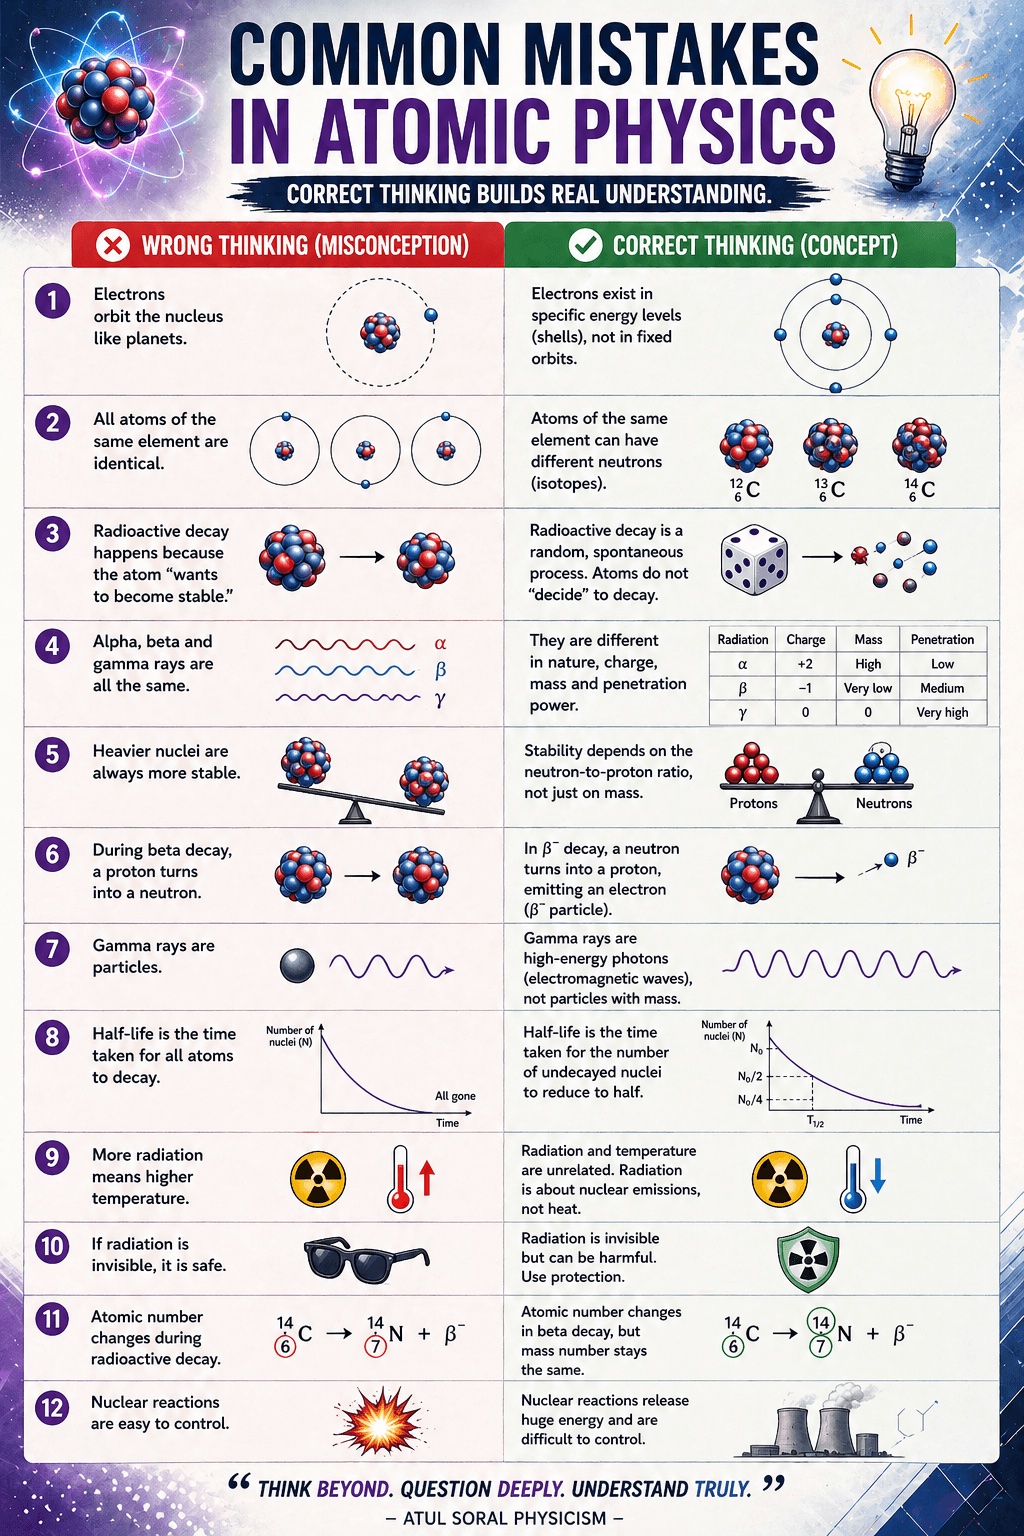 COMMON MISTAKES
IN ATOMIC PHYSICS
CORRECT THINKING BUILDS REAL UNDERSTANDING.
WRONG THINKING (MISCONCEPTION)
CORRECT THINKING (CONCEPT)
1
Electrons
orbit the nucleus
like planets.
Electrons exist in
specific energy levels
(shells), not in fixed
orbits.
2
All atoms of the
same element are
identical.
Atoms of the same
element can have
different neutrons
(isotopes).
¹²₆C ¹³₆C ¹⁴₆C
3
Radioactive decay
happens because
the atom “wants
to become stable.”
Radioactive decay is a
random, spontaneous
process. Atoms do not
“decide” to decay.
4
Alpha, beta and
gamma rays are
all the same.
α
β
γ
They are different
in nature, charge,
mass and penetration
power.
Radiation Charge Mass Penetration
α +2 High Low
β −1 Very low Medium
γ 0 0 Very high
5
Heavier nuclei are
always more stable.
Stability depends on the
neutron-to-proton ratio,
not just on mass.
Protons Neutrons
6
During beta decay,
a proton turns
into a neutron.
In β⁻ decay, a neutron
turns into a proton,
emitting an electron
(β⁻ particle).
β⁻
7
Gamma rays are
particles.
Gamma rays are
high-energy photons
(electromagnetic waves),
not particles with mass.
8
Half-life is the time
taken for all atoms
to decay.
Number of
nuclei (N)
All gone
Time
Half-life is the time
taken for the number
of undecayed nuclei
to reduce to half.
Number of
nuclei (N)
N₀
N₀/2
N₀/4
T₁/₂
Time
9
More radiation
means higher
temperature.
Radiation and temperature
are unrelated. Radiation
is about nuclear emissions,
not heat.
10
If radiation is
invisible, it is safe.
Radiation is invisible
but can be harmful.
Use protection.
11
Atomic number
changes during
radioactive decay.
¹⁴₆C → ¹⁴₇N + β⁻
Atomic number changes
in beta decay, but
mass number stays
the same.
¹⁴₆C → ¹⁴₇N + β⁻
12
Nuclear reactions
are easy to control.
Nuclear reactions release
huge energy and are
difficult to control.
“ THINK BEYOND. QUESTION DEEPLY. UNDERSTAND TRULY. ”
– ATUL SORAL PHYSICISM –